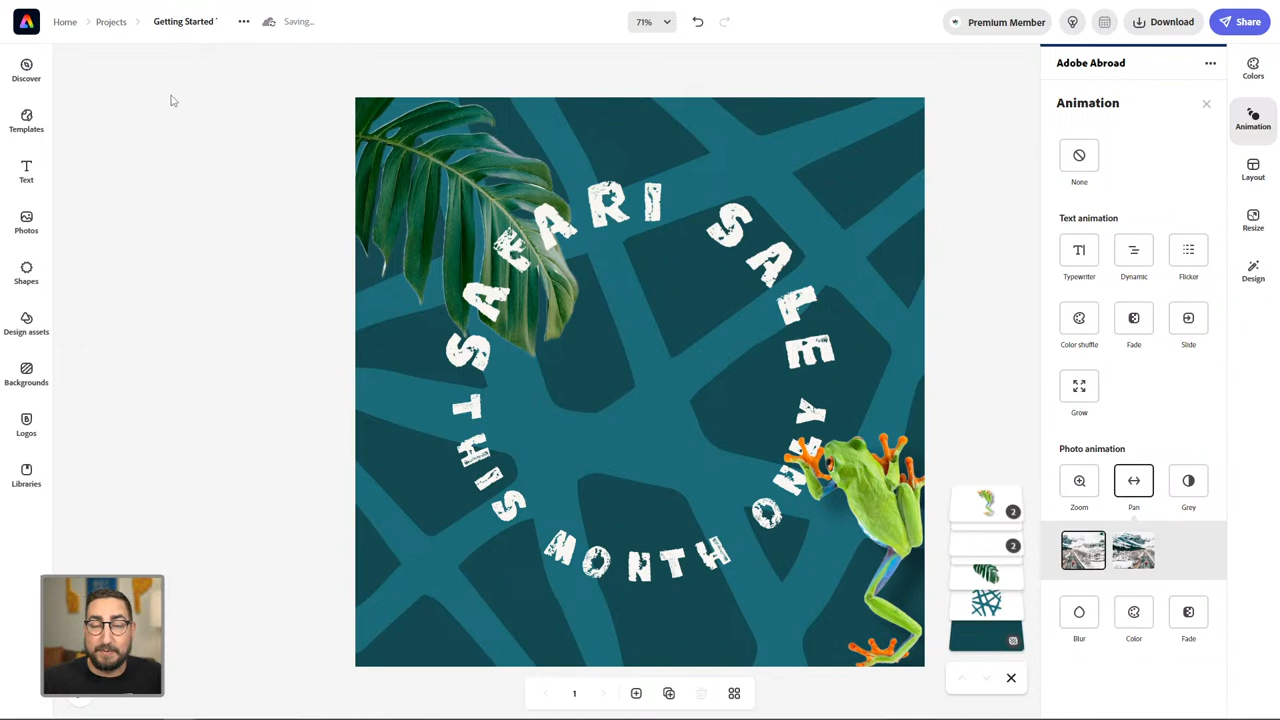 Home
Projects
Getting Started
Saving...
71%
Premium Member
Download
Share
Discover
Templates
Text
Photos
Shapes
Design assets
Backgrounds
Logos
Libraries
SAFARI SALE
THIS MONTH ONLY
2
2
1
Adobe Abroad
Animation
None
Text animation
Typewriter
Dynamic
Flicker
Color shuffle
Fade
Slide
Grow
Photo animation
Zoom
Pan
Grey
Blur
Color
Fade
Colors
Animation
Layout
Resize
Design